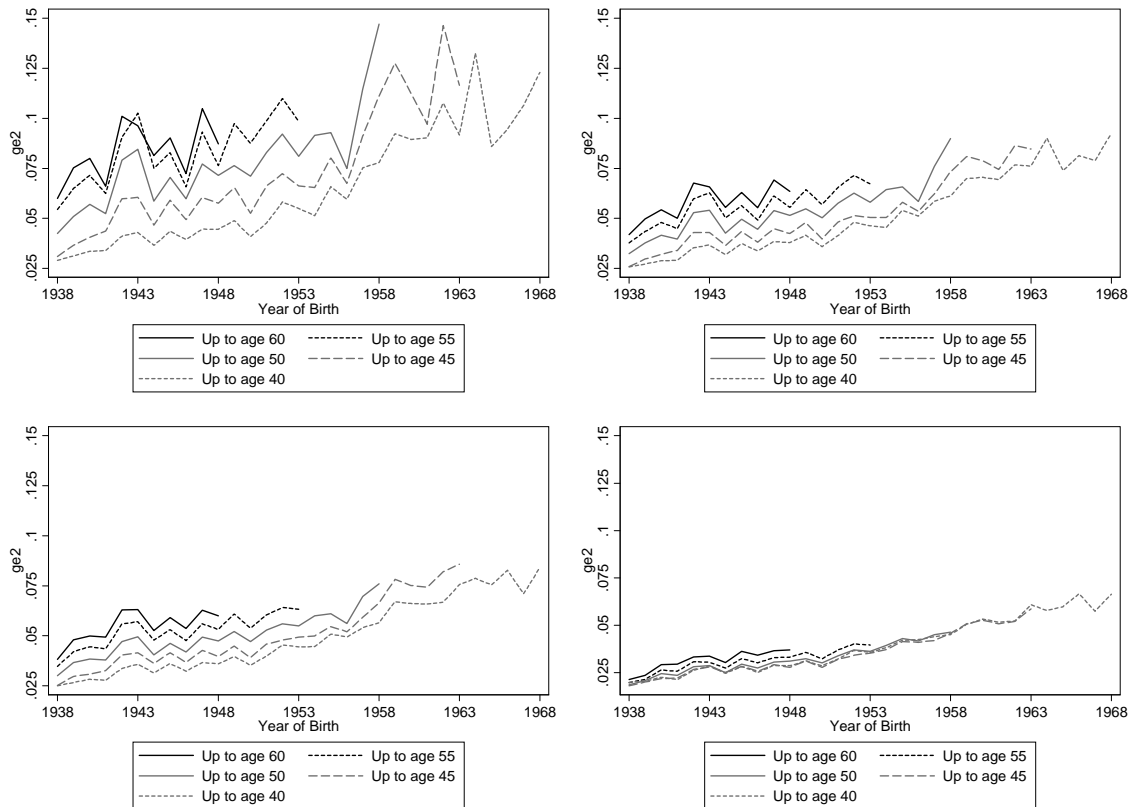 .15
.125
.1
.075
.05
.025
ge2
1938 1943 1948 1953 1958 1963 1968
Year of Birth
Up to age 60 Up to age 55
Up to age 50 Up to age 45
Up to age 40
.15
.125
.1
.075
.05
.025
ge2
1938 1943 1948 1953 1958 1963 1968
Year of Birth
Up to age 60 Up to age 55
Up to age 50 Up to age 45
Up to age 40
.15
.125
.1
.075
.05
.025
ge2
1938 1943 1948 1953 1958 1963 1968
Year of Birth
Up to age 60 Up to age 55
Up to age 50 Up to age 45
Up to age 40
.15
.125
.1
.075
.05
.025
ge2
1938 1943 1948 1953 1958 1963 1968
Year of Birth
Up to age 60 Up to age 55
Up to age 50 Up to age 45
Up to age 40